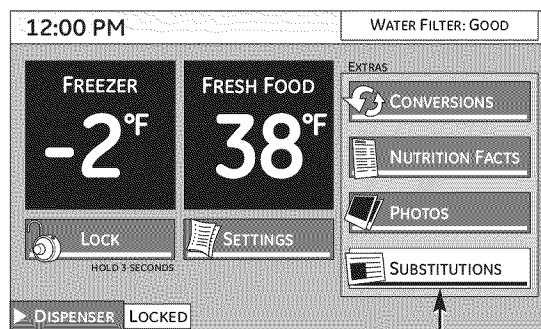 12:00 PM
WATER FILTER: GOOD
FREEZER
-2°F
FRESH FOOD
38°F
EXTRAS
CONVERSIONS
NUTRITION FACTS
PHOTOS
SUBSTITUTIONS
LOCK
HOLD 3 SECONDS
SETTINGS
DISPENSER LOCKED